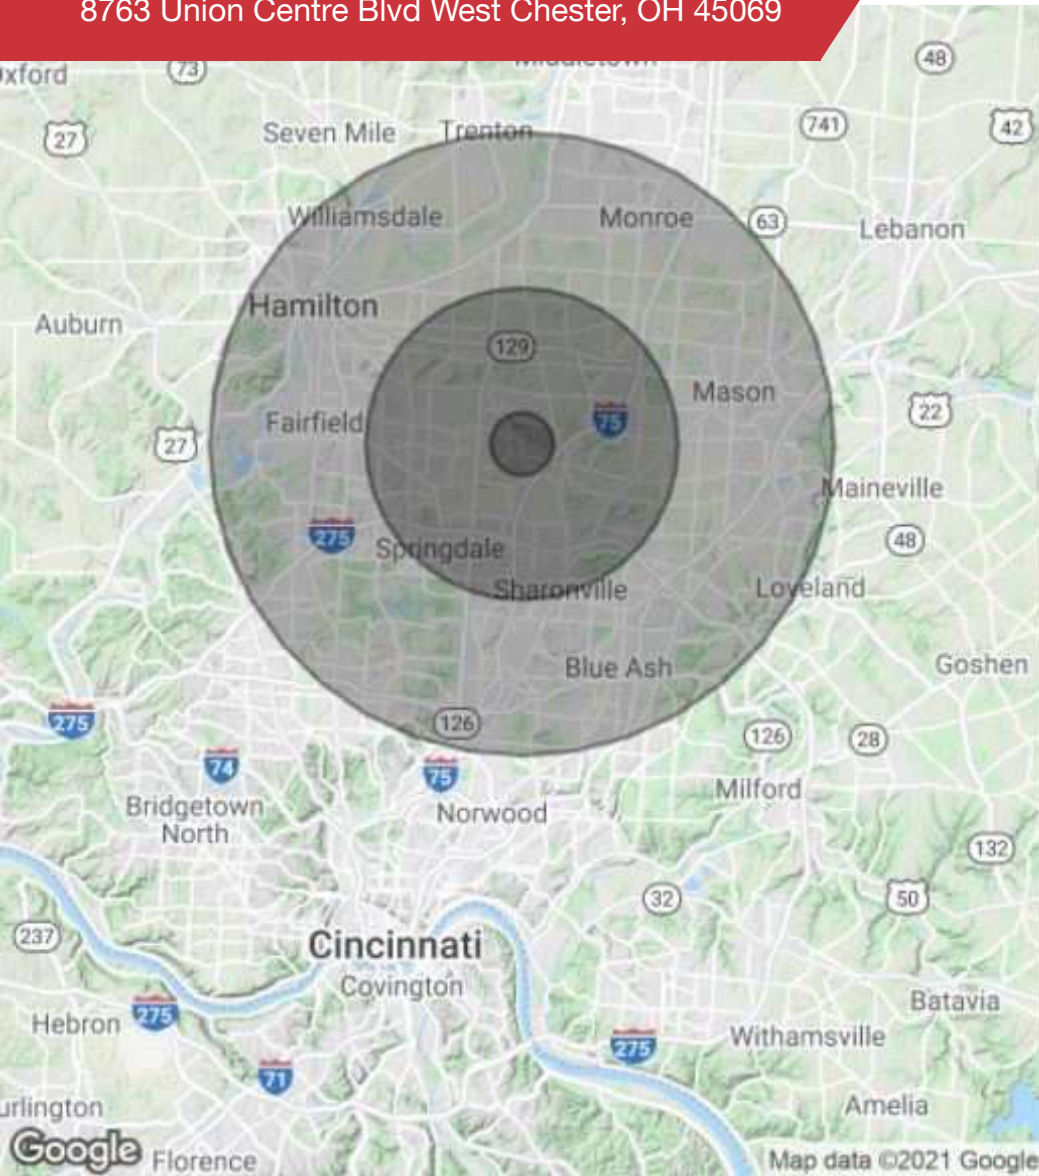 8763 Union Centre Blvd West Chester, OH 45069
48
73
Middletown
741
42
27
Seven Mile
Trenton
Williamsdale
Monroe
63
Lebanon
Hamilton
Auburn
129
Mason
75
22
Fairfield
27
Maineville
275
48
Springdale
Sharonville
Loveland
Blue Ash
Goshen
275
126
126
28
74
75
Milford
Bridgetown
North
Norwood
132
32
50
237
Cincinnati
Covington
Batavia
Hebron
275
Withamsville
275
71
Amelia
urlington
Google
Florence
Map data ©2021 Google